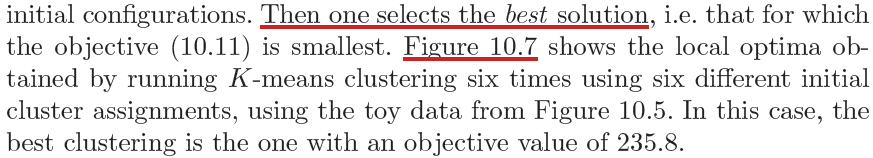 initial configurations. Then one selects the best solution, i.e. that for which
the objective (10.11) is smallest. Figure 10.7 shows the local optima ob-
tained by running K-means clustering six times using six different initial
cluster assignments, using the toy data from Figure 10.5. In this case, the
best clustering is the one with an objective value of 235.8.